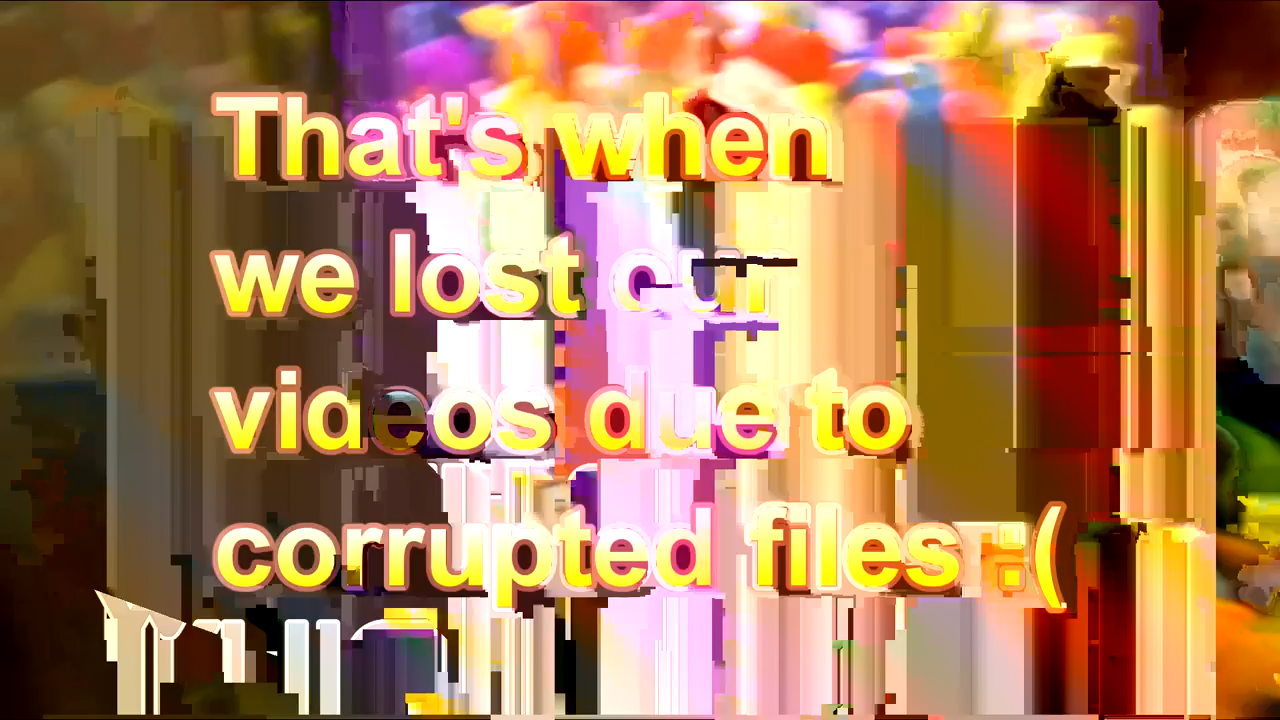 That's when
we lost our
videos due to
corrupted files :(